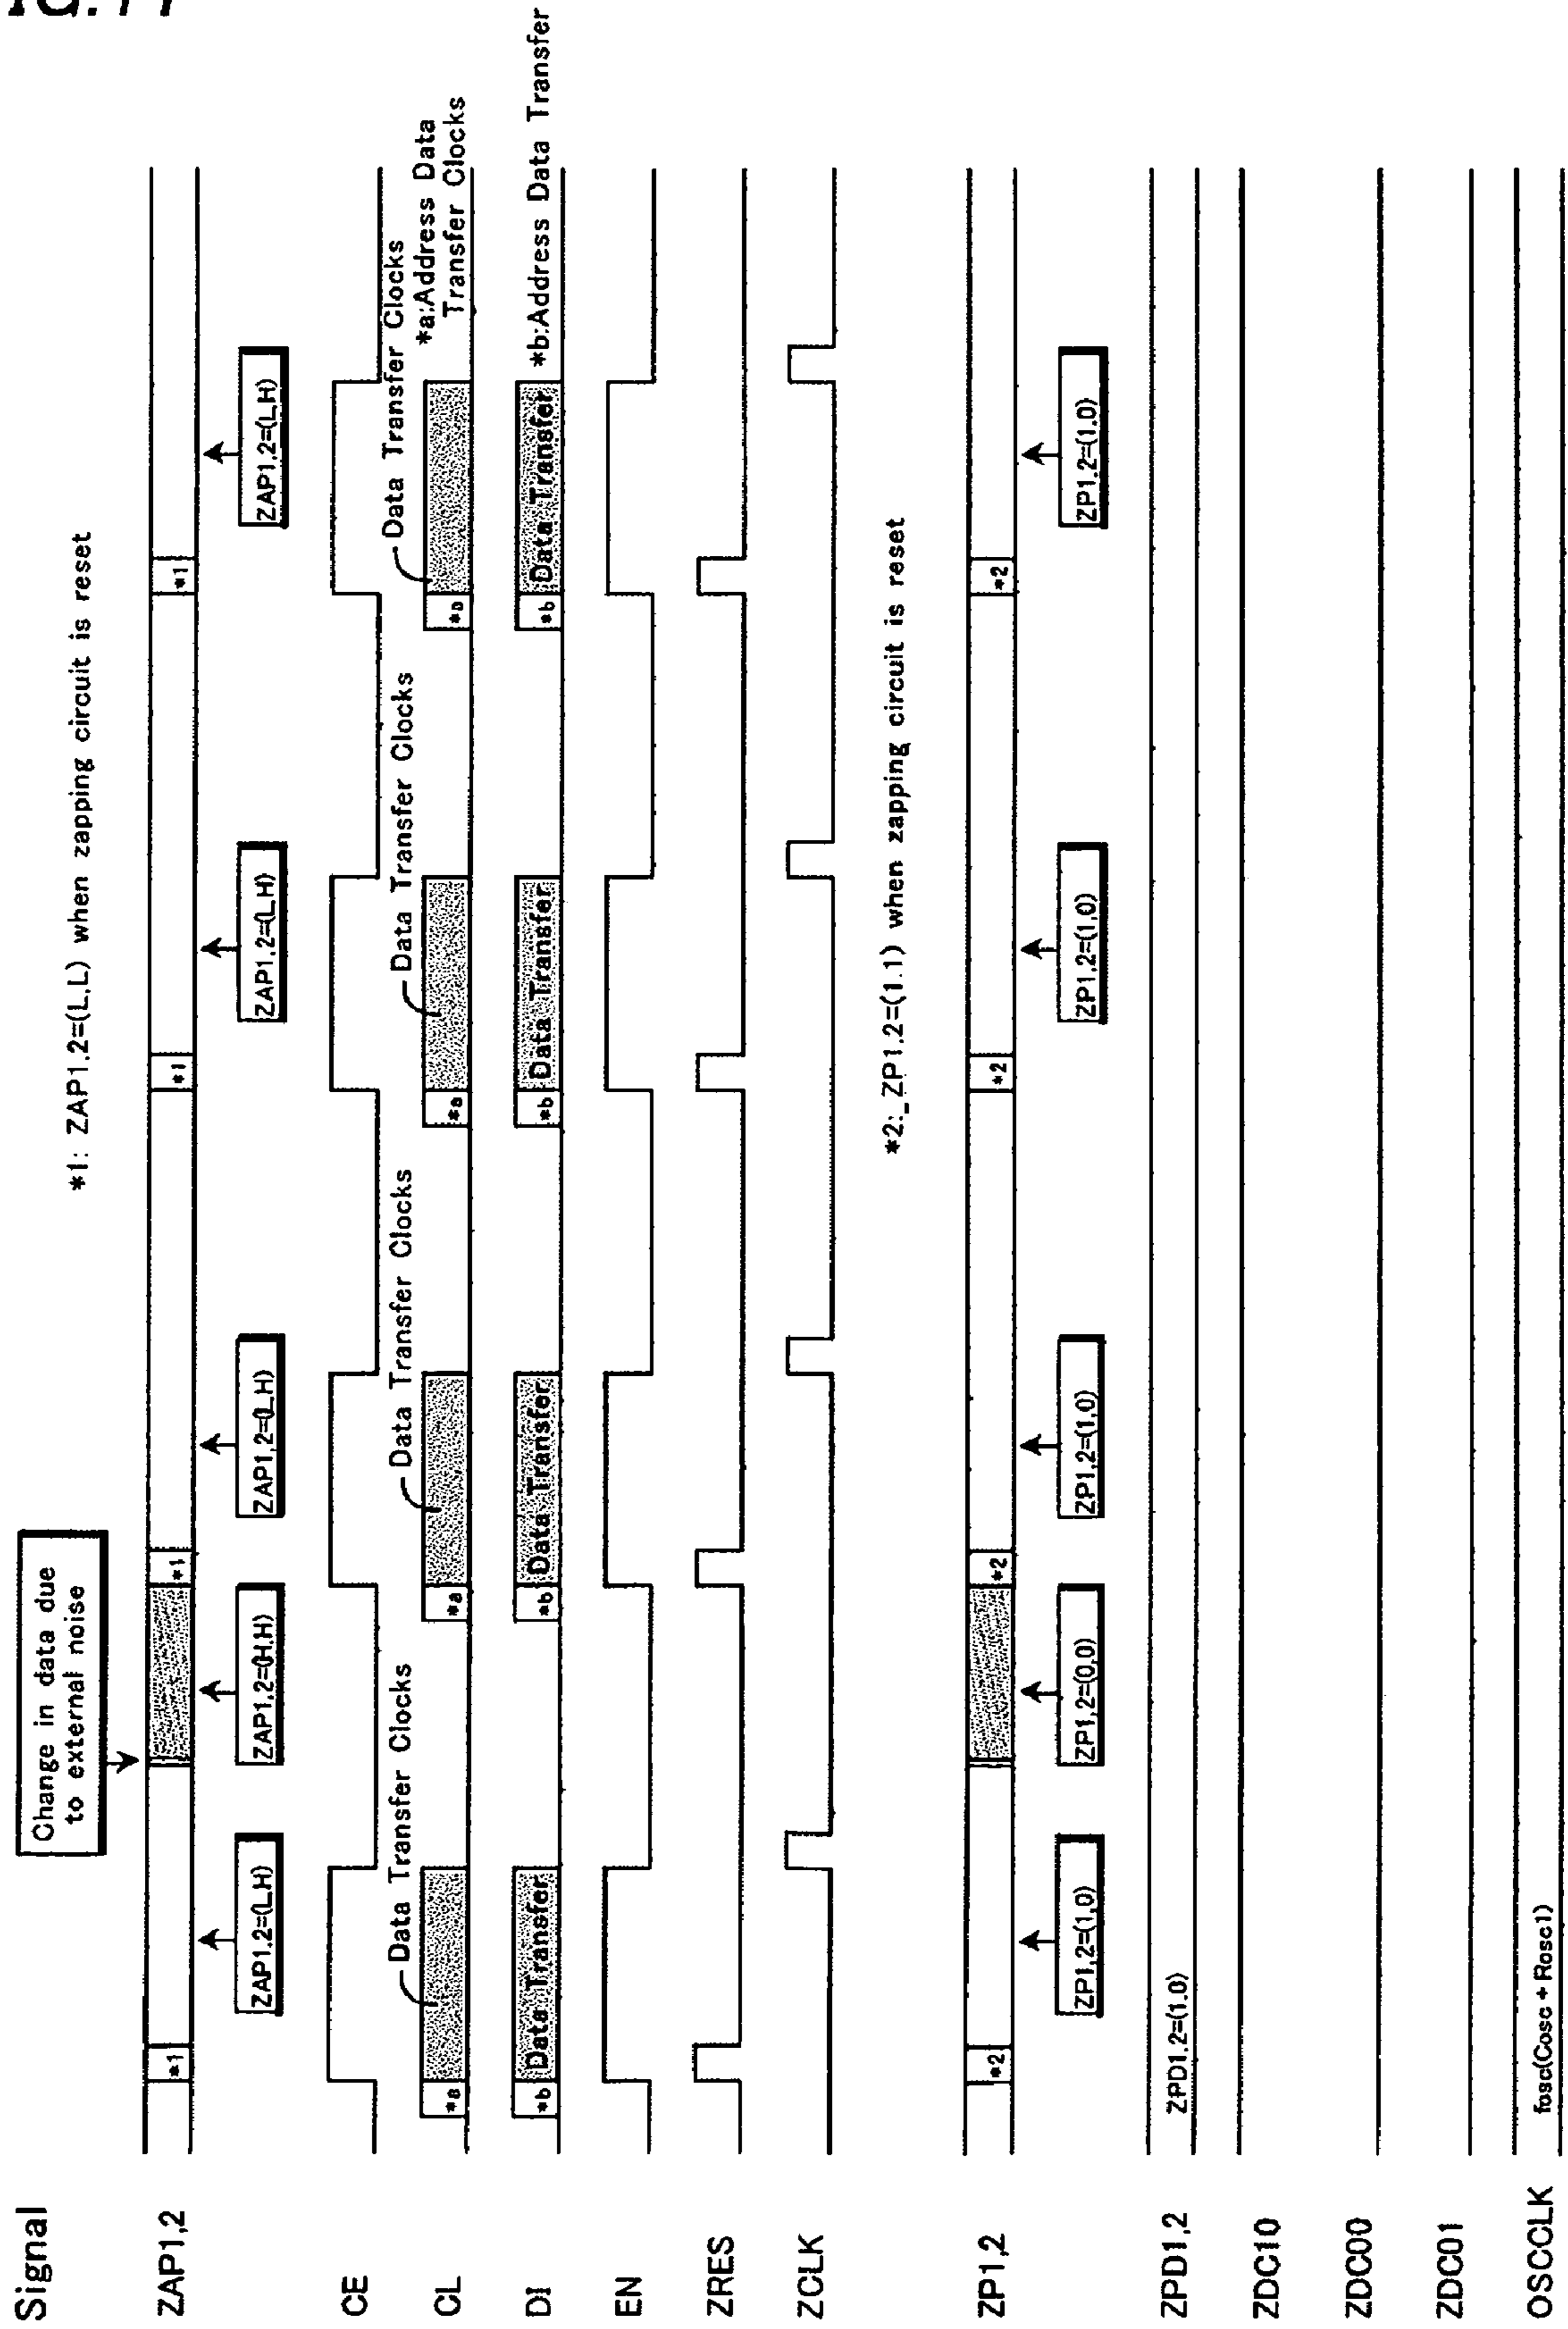 FIG.11
Signal
Change in data due
to external noise
*1: ZAP1,2=(L,L) when zapping circuit is reset
ZAP1,2
*1
*1
*1
*1
ZAP1,2=(L,H)
ZAP1,2=(H,H)
ZAP1,2=(L,H)
ZAP1,2=(L,H)
ZAP1,2=(L,H)
CE
Data Transfer Clocks
Data Transfer Clocks
Data Transfer Clocks
Data Transfer Clocks
*a:Address Data
Transfer Clocks
CL
*a
*a
*a
*a
DI
*b Data Transfer
*b Data Transfer
*b Data Transfer
*b Data Transfer
*b:Address Data Transfer
EN
ZRES
ZCLK
*2:_ZP1,2=(1,1) when zapping circuit is reset
ZP1,2
*2
*2
*2
*2
ZP1,2=(1,0)
ZP1,2=(0,0)
ZP1,2=(1,0)
ZP1,2=(1,0)
ZP1,2=(1,0)
ZPD1,2
ZPD1,2=(1,0)
ZDC10
ZDC00
ZDC01
OSCCLK
fosc(Cosc + Rosc1)